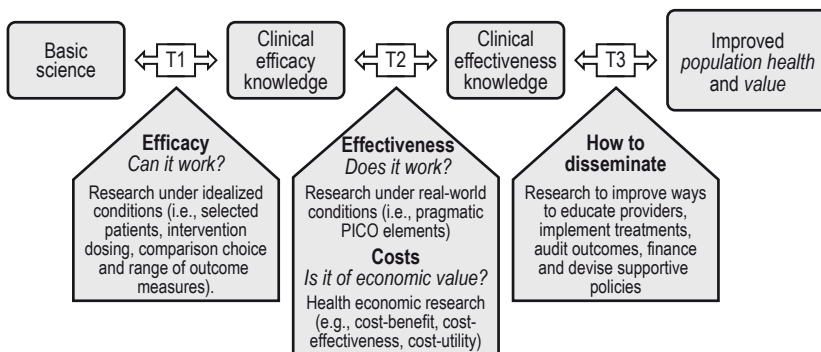 Basic
science
T1
Clinical
efficacy
knowledge
T2
Clinical
effectiveness
knowledge
T3
Improved
population health
and value
Efficacy
Can it work?
Research under idealized
conditions (i.e., selected
patients, intervention
dosing, comparison choice
and range of outcome
measures).
Effectiveness
Does it work?
Research under real-world
conditions (i.e., pragmatic
PICO elements)
Costs
Is it of economic value?
Health economic research
(e.g., cost-benefit, cost-
effectiveness, cost-utility)
How to
disseminate
Research to improve ways
to educate providers,
implement treatments,
audit outcomes, finance
and devise supportive
policies